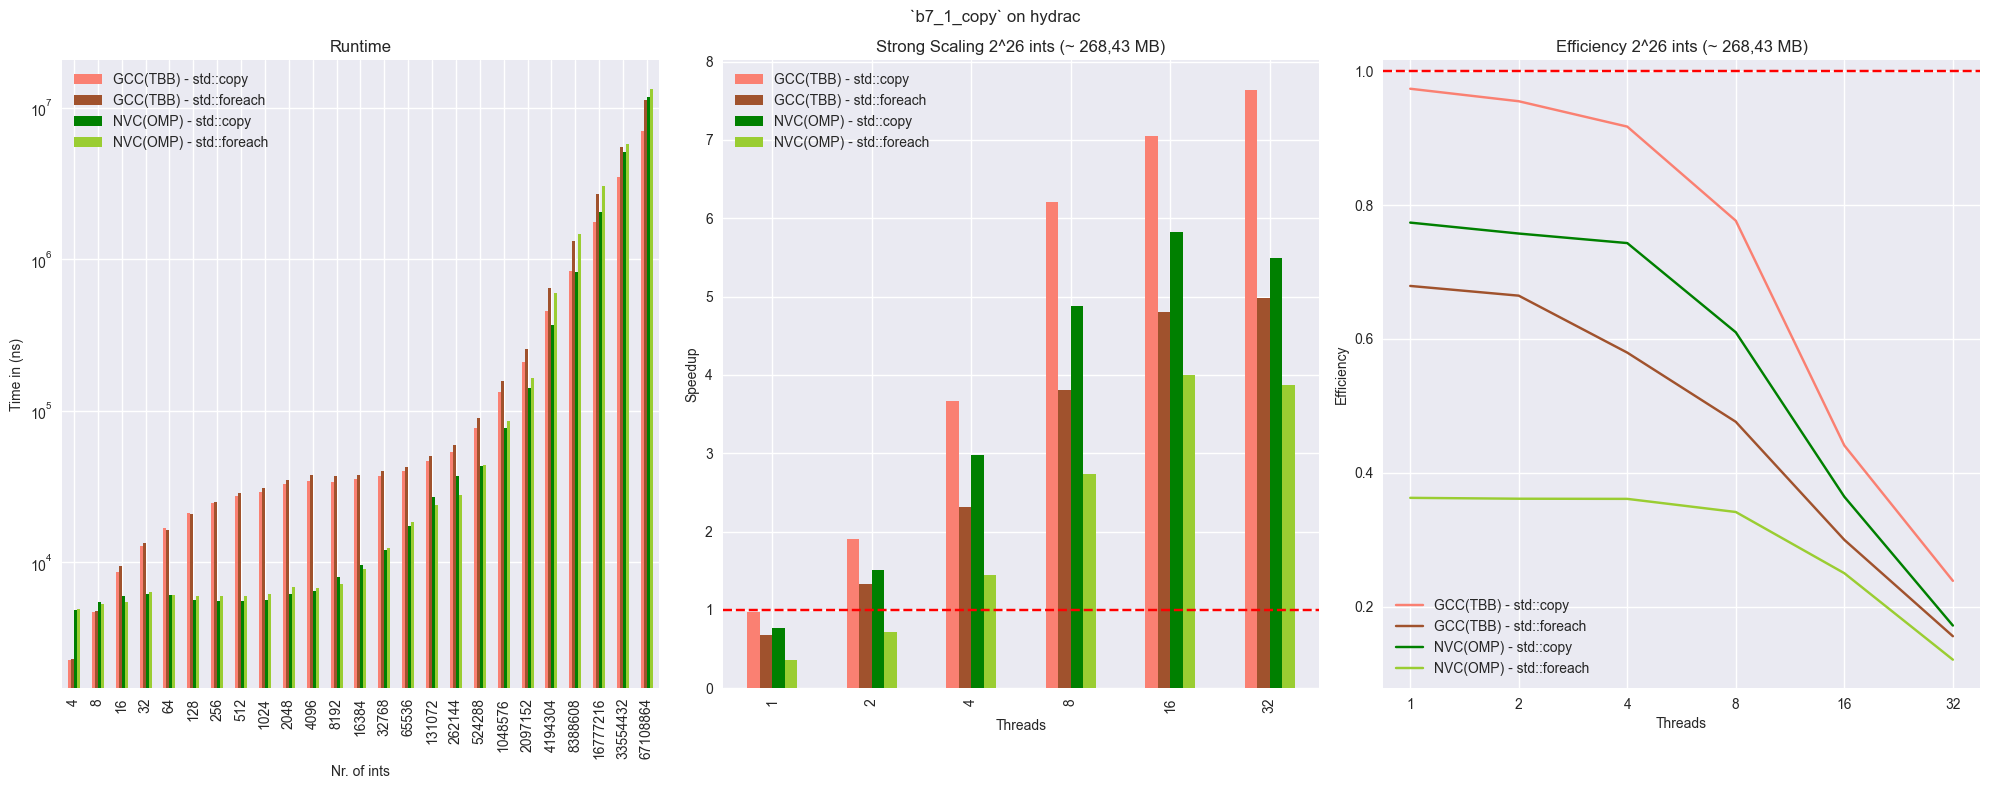 `b7_1_copy` on hydrac
Runtime
GCC(TBB) - std::copy
GCC(TBB) - std::foreach
NVC(OMP) - std::copy
NVC(OMP) - std::foreach
Time in (ns)
10^7
10^6
10^5
10^4
4 8 16 32 64 128 256 512 1024 2048 4096 8192 16384 32768 65536 131072 262144 524288 1048576 2097152 4194304 8388608 16777216 33554432 67108864
Nr. of ints
Strong Scaling 2^26 ints (~ 268,43 MB)
GCC(TBB) - std::copy
GCC(TBB) - std::foreach
NVC(OMP) - std::copy
NVC(OMP) - std::foreach
Speedup
8
7
6
5
4
3
2
1
0
1 2 4 8 16 32
Threads
Efficiency 2^26 ints (~ 268,43 MB)
Efficiency
1.0
0.8
0.6
0.4
0.2
GCC(TBB) - std::copy
GCC(TBB) - std::foreach
NVC(OMP) - std::copy
NVC(OMP) - std::foreach
1 2 4 8 16 32
Threads